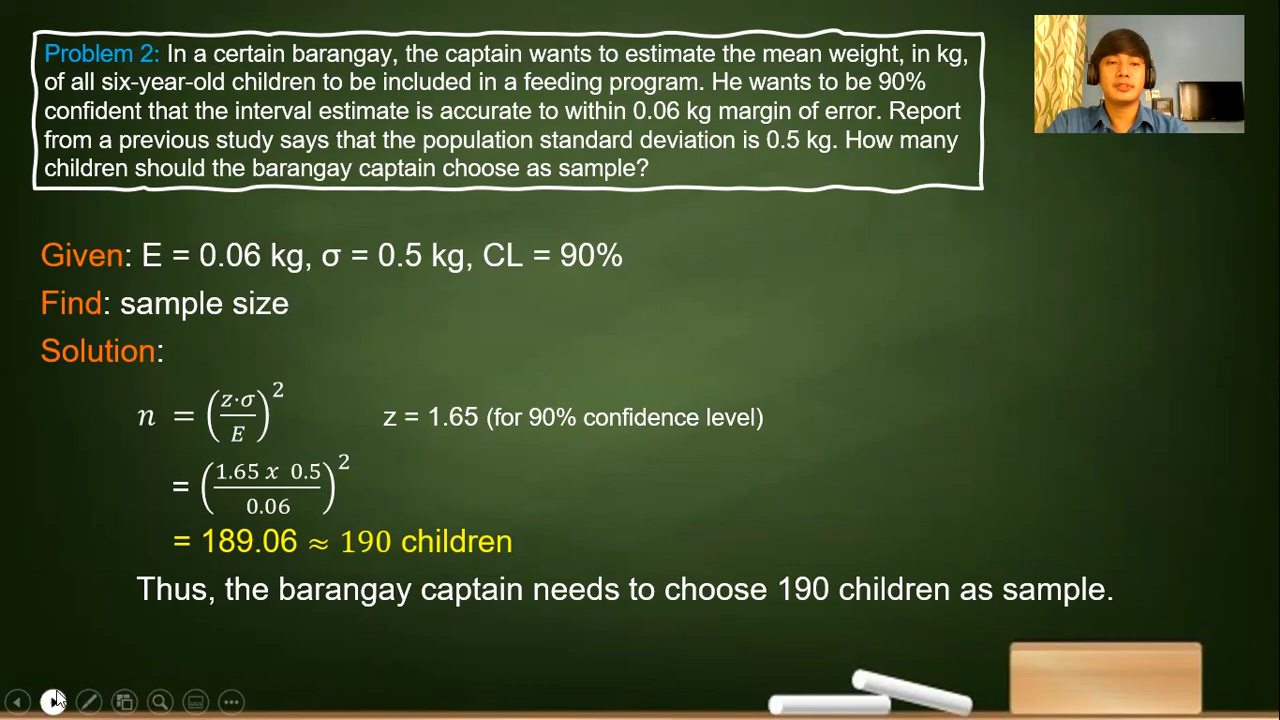 Problem 2: In a certain barangay, the captain wants to estimate the mean weight, in kg,
of all six-year-old children to be included in a feeding program. He wants to be 90%
confident that the interval estimate is accurate to within 0.06 kg margin of error. Report
from a previous study says that the population standard deviation is 0.5 kg. How many
children should the barangay captain choose as sample?
Given: E = 0.06 kg, σ = 0.5 kg, CL = 90%
Find: sample size
Solution:
n = (z·σ/E)² z = 1.65 (for 90% confidence level)
= (1.65 x 0.5/0.06)²
= 189.06 ≈ 190 children
Thus, the barangay captain needs to choose 190 children as sample.